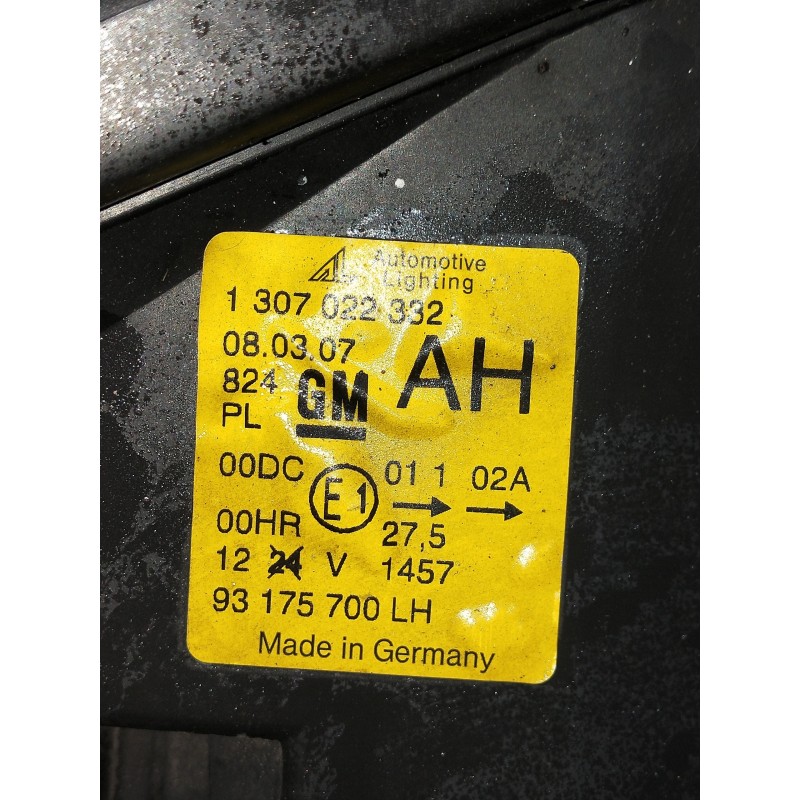 Automotive
Lighting
1 307 022 332
08.03.07
824
GM
AH
PL
00DC
E1
01 1
02A
00HR
27,5
12 24 V 1457
93 175 700 LH
Made in Germany